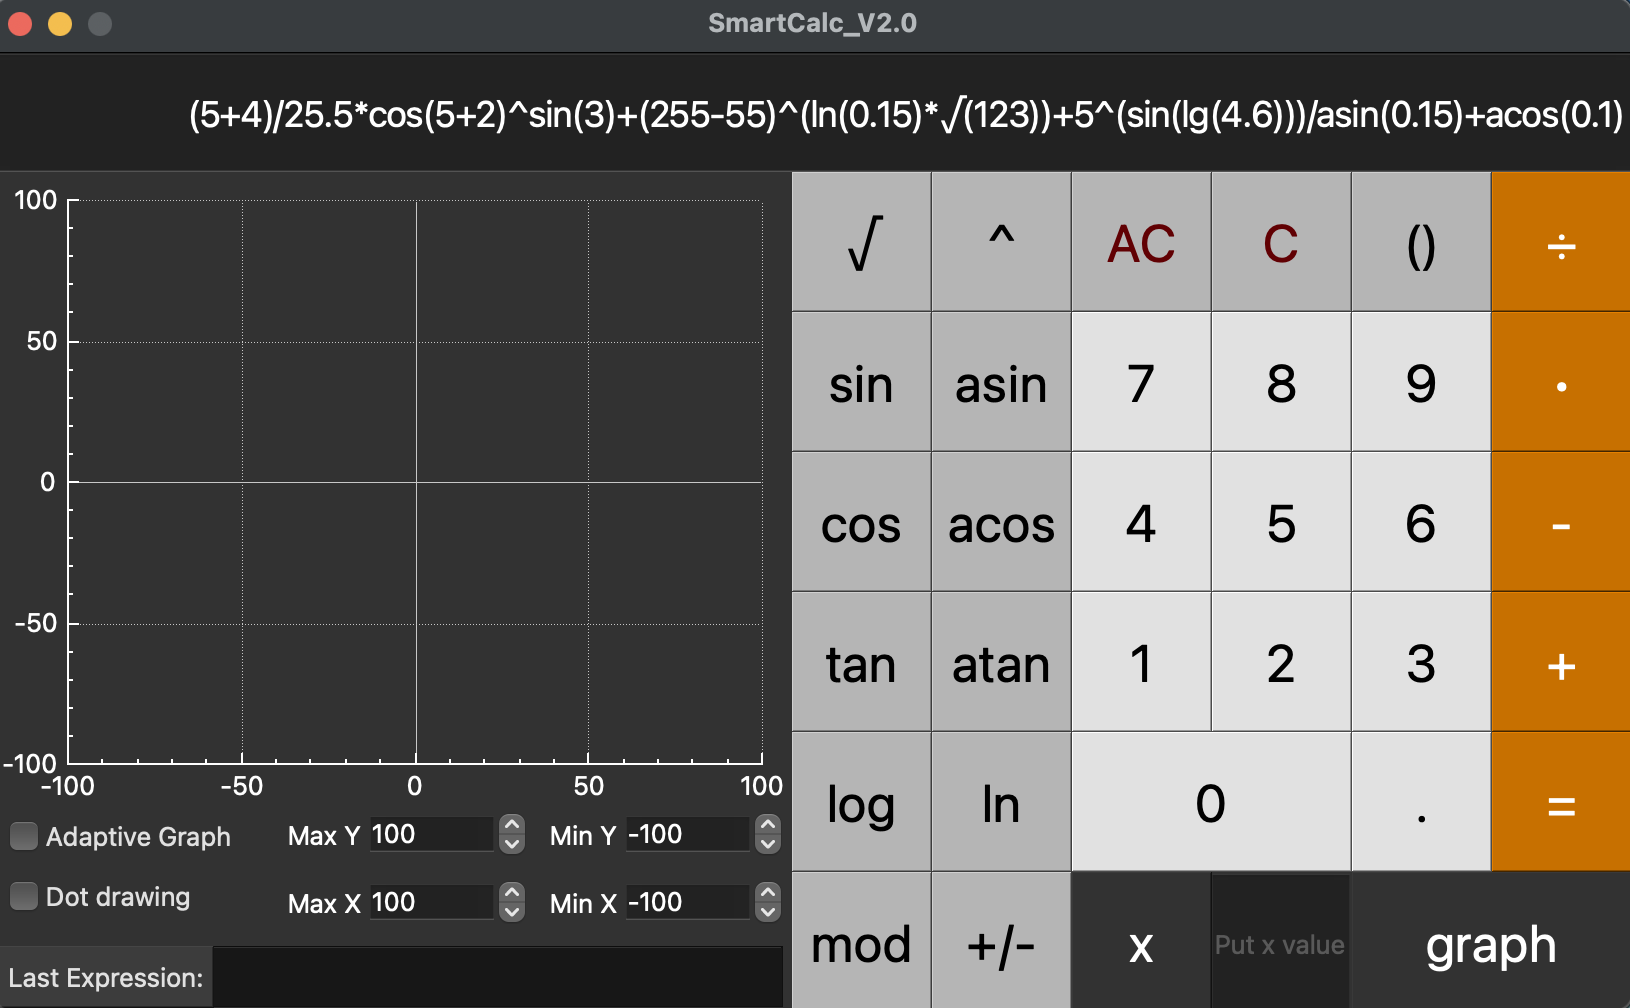 SmartCalc_V2.0
(5+4)/25.5*cos(5+2)^sin(3)+(255-55)^(ln(0.15)*√(123))+5^(sin(lg(4.6)))/asin(0.15)+acos(0.1)
100
50
0
-50
-100
-100 -50 0 50 100
Adaptive Graph Max Y 100 Min Y -100
Dot drawing Max X 100 Min X -100
Last Expression:
√ ^ AC C () ÷
sin asin 7 8 9 ·
cos acos 4 5 6 -
tan atan 1 2 3 +
log ln 0 . =
mod +/- x Put x value graph